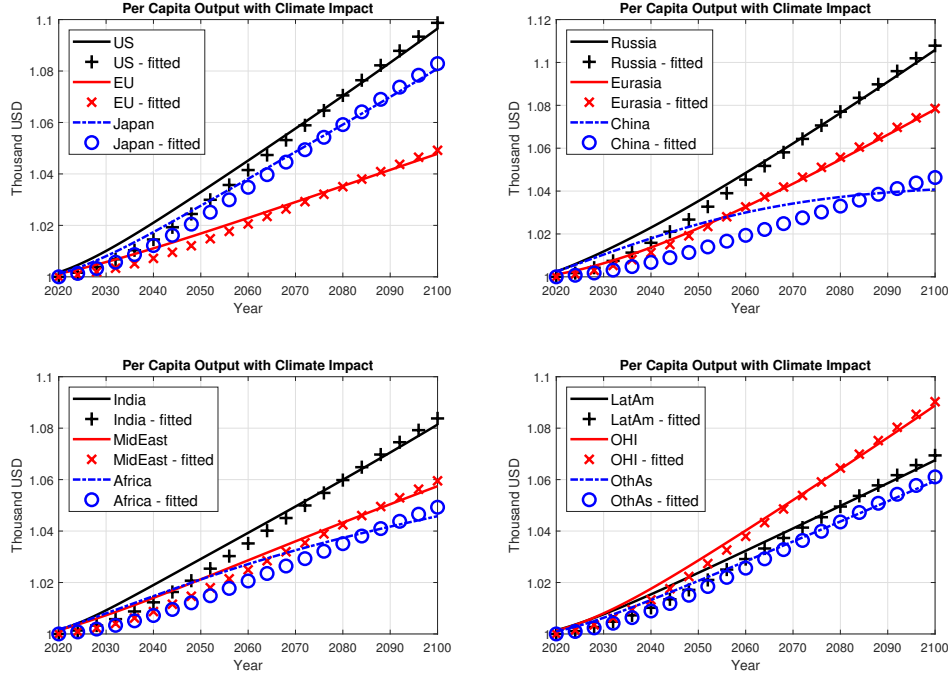 Per Capita Output with Climate Impact
1.1
1.08
1.06
1.04
1.02
1
Thousand USD
US
US - fitted
EU
EU - fitted
Japan
Japan - fitted
2020 2030 2040 2050 2060 2070 2080 2090 2100
Year
Per Capita Output with Climate Impact
1.12
1.1
1.08
1.06
1.04
1.02
1
Thousand USD
Russia
Russia - fitted
Eurasia
Eurasia - fitted
China
China - fitted
2020 2030 2040 2050 2060 2070 2080 2090 2100
Year
Per Capita Output with Climate Impact
1.1
1.08
1.06
1.04
1.02
1
Thousand USD
India
India - fitted
MidEast
MidEast - fitted
Africa
Africa - fitted
2020 2030 2040 2050 2060 2070 2080 2090 2100
Year
Per Capita Output with Climate Impact
1.1
1.08
1.06
1.04
1.02
1
Thousand USD
LatAm
LatAm - fitted
OHI
OHI - fitted
OthAs
OthAs - fitted
2020 2030 2040 2050 2060 2070 2080 2090 2100
Year